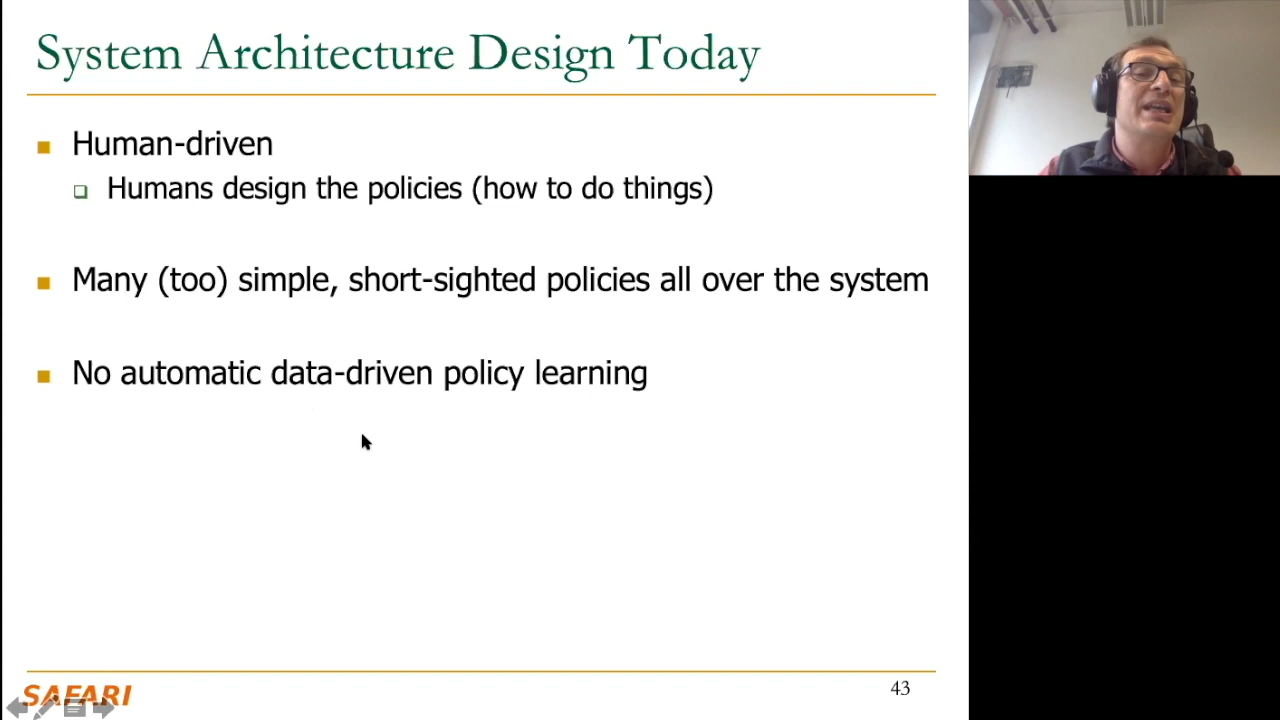 System Architecture Design Today
Human-driven
Humans design the policies (how to do things)
Many (too) simple, short-sighted policies all over the system
No automatic data-driven policy learning
SAFARI
43